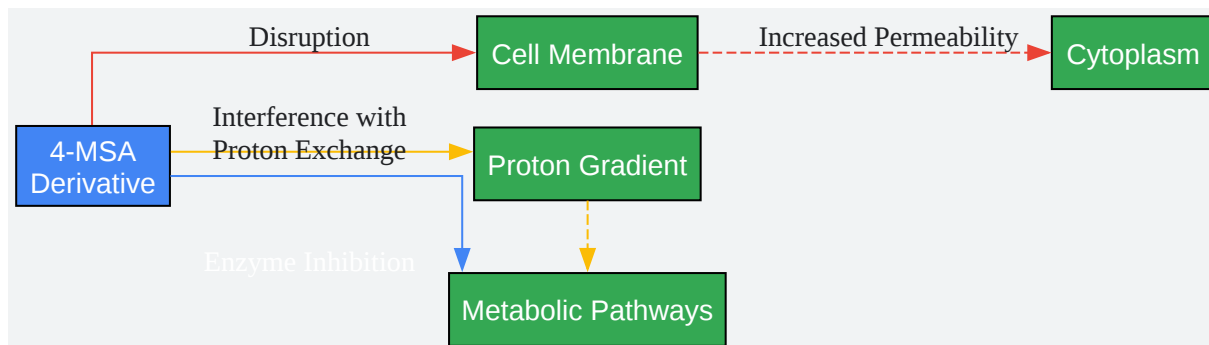 Disruption
Cell Membrane
Increased Permeability
Cytoplasm
Interference with
Proton Exchange
4-MSA
Derivative
Proton Gradient
Enzyme Inhibition
Metabolic Pathways